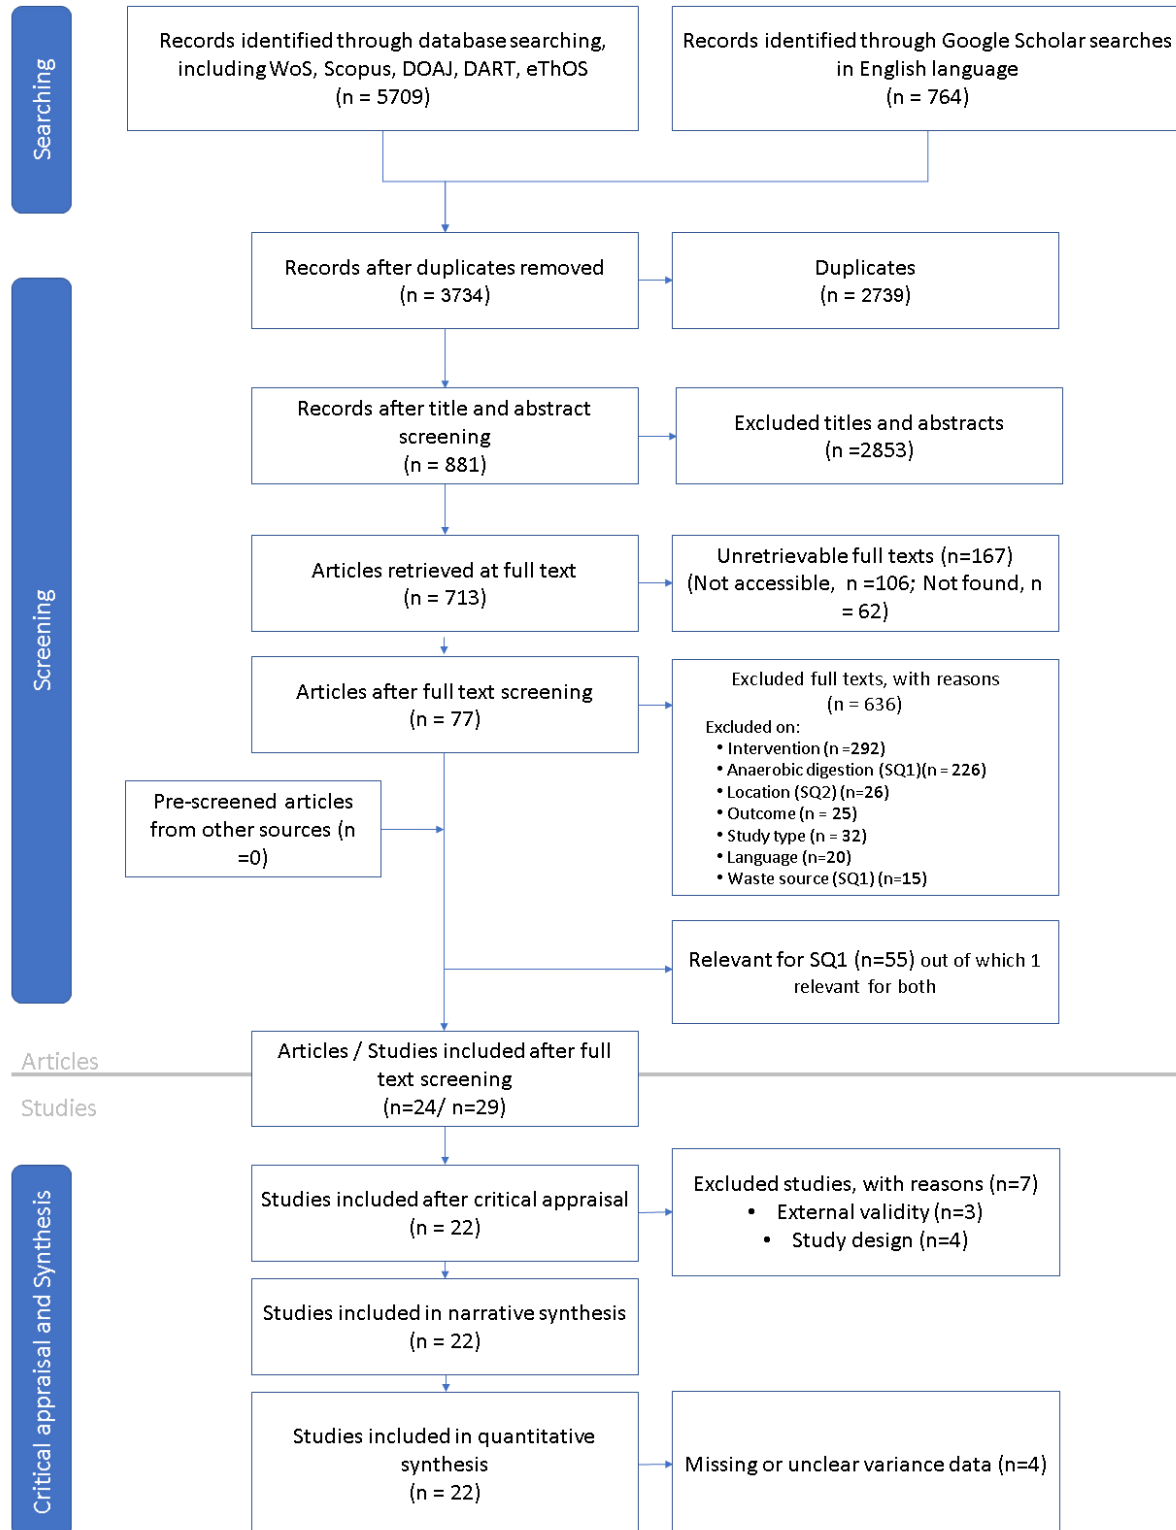 Searching
Records identified through database searching,
including WoS, Scopus, DOAJ, DART, eThOS
(n = 5709)
Records identified through Google Scholar searches
in English language
(n = 764)
Screening
Records after duplicates removed
(n = 3734)
Duplicates
(n = 2739)
Records after title and abstract
screening
(n = 881)
Excluded titles and abstracts
(n =2853)
Articles retrieved at full text
(n = 713)
Unretrievable full texts (n=167)
(Not accessible, n =106; Not found, n
= 62)
Articles after full text screening
(n = 77)
Excluded full texts, with reasons
(n = 636)
Excluded on:
• Intervention (n =292)
• Anaerobic digestion (SQ1)(n = 226)
• Location (SQ2) (n=26)
• Outcome (n = 25)
• Study type (n = 32)
• Language (n=20)
• Waste source (SQ1) (n=15)
Pre-screened articles
from other sources (n
=0)
Relevant for SQ1 (n=55) out of which 1
relevant for both
Articles
Studies
Articles / Studies included after full
text screening
(n=24/ n=29)
Critical appraisal and Synthesis
Studies included after critical appraisal
(n = 22)
Excluded studies, with reasons (n=7)
• External validity (n=3)
• Study design (n=4)
Studies included in narrative synthesis
(n = 22)
Studies included in quantitative
synthesis
(n = 22)
Missing or unclear variance data (n=4)